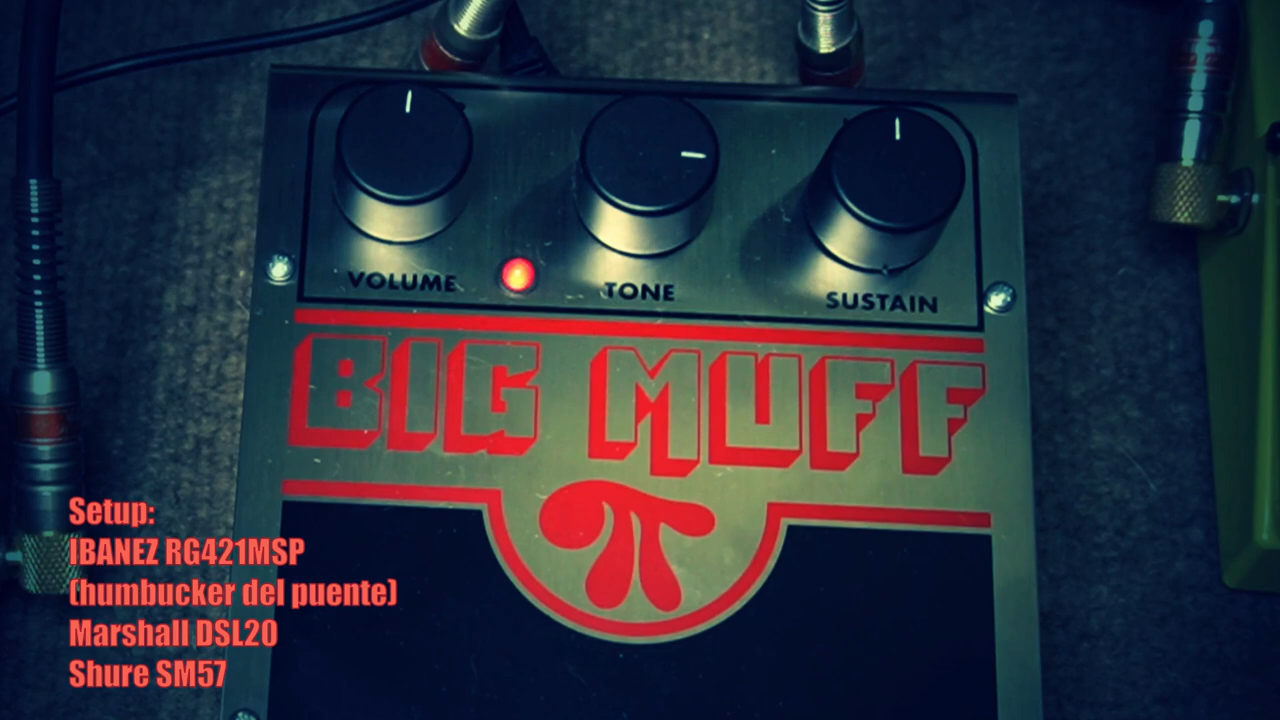 VOLUME TONE SUSTAIN
BIG MUFF
π
Setup:
IBANEZ RG421MSP
(humbucker del puente)
Marshall DSL20
Shure SM57